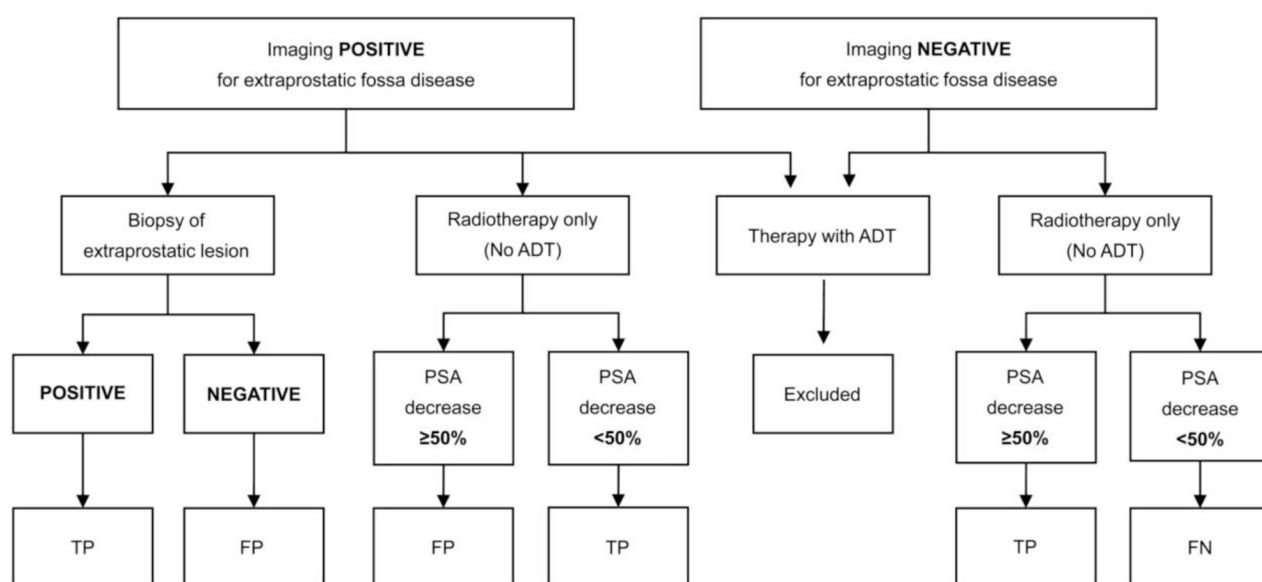 Imaging POSITIVE
for extraprostatic fossa disease
Imaging NEGATIVE
for extraprostatic fossa disease
Biopsy of
extraprostatic lesion
Radiotherapy only
(No ADT)
Therapy with ADT
Radiotherapy only
(No ADT)
POSITIVE
NEGATIVE
PSA
decrease
≥50%
PSA
decrease
<50%
Excluded
PSA
decrease
≥50%
PSA
decrease
<50%
TP
FP
FP
TP
TP
FN